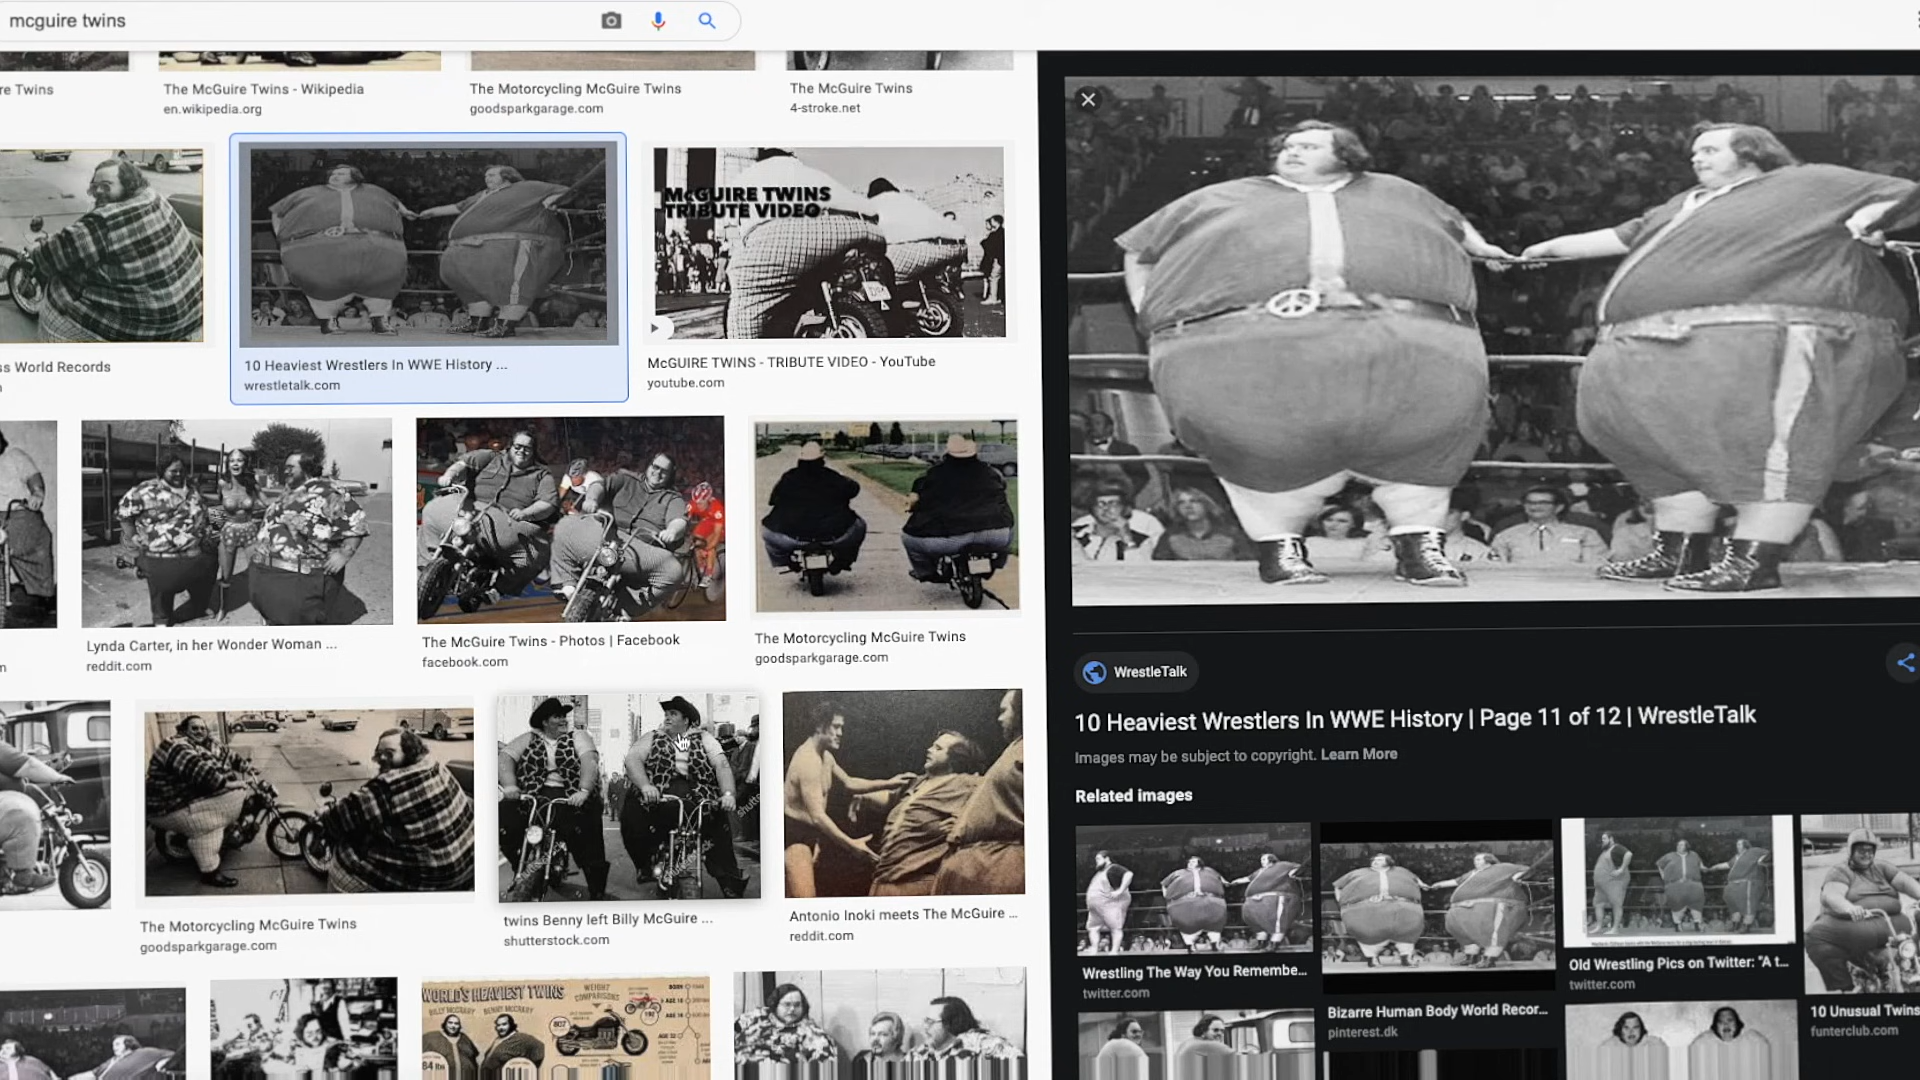 mcguire twins
re Twins
The McGuire Twins - Wikipedia
en.wikipedia.org
The Motorcycling McGuire Twins
goodsparkgarage.com
The McGuire Twins
4-stroke.net
McGUIRE TWINS
TRIBUTE VIDEO
s World Records
10 Heaviest Wrestlers In WWE History ...
wrestletalk.com
McGUIRE TWINS - TRIBUTE VIDEO - YouTube
youtube.com
Lynda Carter, in her Wonder Woman ...
reddit.com
The McGuire Twins - Photos | Facebook
facebook.com
The Motorcycling McGuire Twins
goodsparkgarage.com
The Motorcycling McGuire Twins
goodsparkgarage.com
twins Benny left Billy McGuire ...
shutterstock.com
Antonio Inoki meets The McGuire ...
reddit.com
WORLD'S HEAVIEST TWINS
BILLY MCCRARY BENNY MCCRARY
WEIGHT
COMPARISONS
807
WrestleTalk
10 Heaviest Wrestlers In WWE History | Page 11 of 12 | WrestleTalk
Images may be subject to copyright. Learn More
Related images
Wrestling The Way You Remembe...
twitter.com
Bizarre Human Body World Recor...
pinterest.dk
Old Wrestling Pics on Twitter: "A t...
twitter.com
10 Unusual Twins
funterclub.com